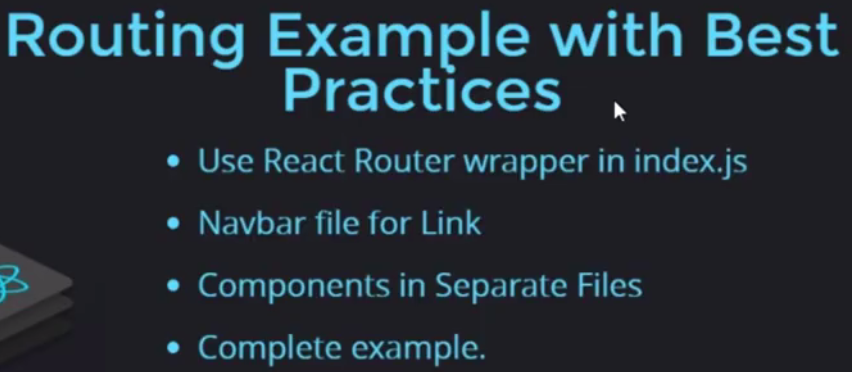 Routing Example with Best
Practices
• Use React Router wrapper in index.js
• Navbar file for Link
• Components in Separate Files
• Complete example.